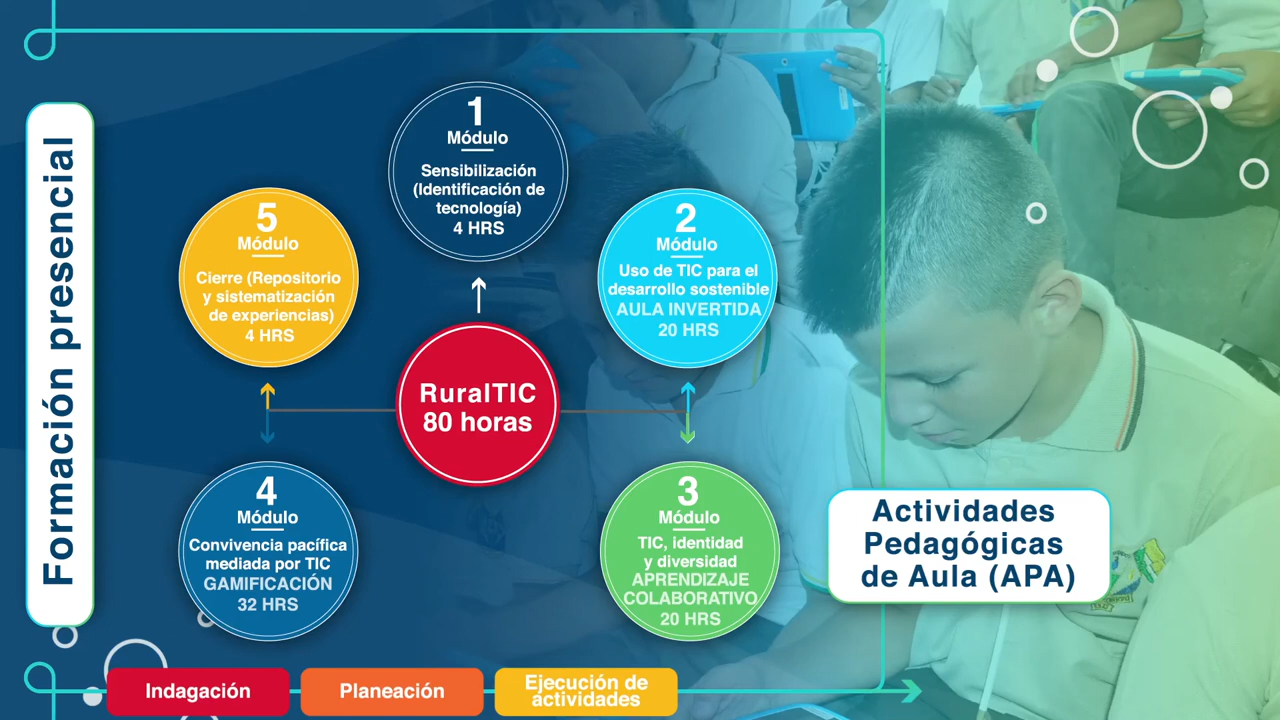 Formación presencial
1
Módulo
Sensibilización
(Identificación de
tecnología)
4 HRS
5
Módulo
Cierre (Repositorio
y sistematización
de experiencias)
4 HRS
2
Módulo
Uso de TIC para el
desarrollo sostenible
AULA INVERTIDA
20 HRS
RuralTIC
80 horas
4
Módulo
Convivencia pacífica
mediada por TIC
GAMIFICACIÓN
32 HRS
3
Módulo
TIC, identidad
y diversidad
APRENDIZAJE
COLABORATIVO
20 HRS
Actividades
Pedagógicas
de Aula (APA)
Indagación
Planeación
Ejecución de
actividades